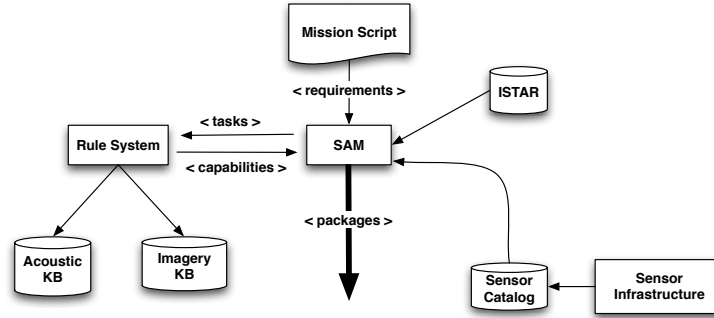 Mission Script
< requirements >
ISTAR
< tasks >
Rule System
SAM
< capabilities >
< packages >
Acoustic
KB
Imagery
KB
Sensor
Catalog
Sensor
Infrastructure